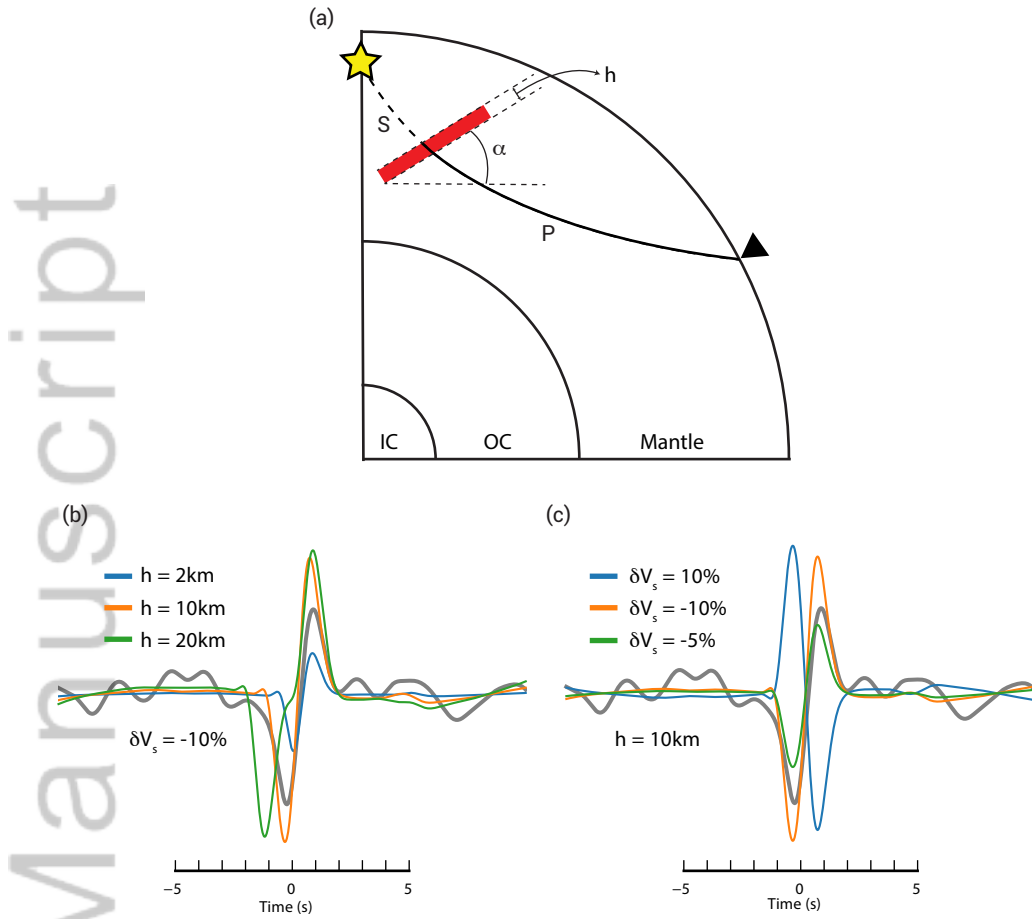 Manuscript
(a)
h
S
α
P
IC OC Mantle
(b)
h = 2km
h = 10km
h = 20km
δVs = -10%
-5 0 5
Time (s)
(c)
δVs = 10%
δVs = -10%
δVs = -5%
h = 10km
-5 0 5
Time (s)